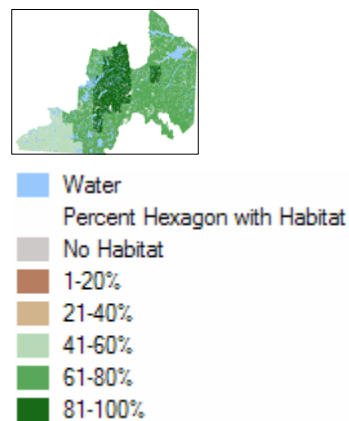 Water
Percent Hexagon with Habitat
No Habitat
1-20%
21-40%
41-60%
61-80%
81-100%